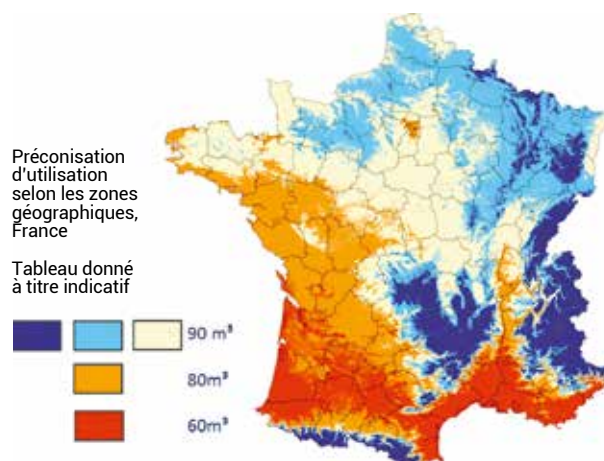 Préconisation
d'utilisation
selon les zones
géographiques,
France
Tableau donné
à titre indicatif
90 m³
80m³
60m³